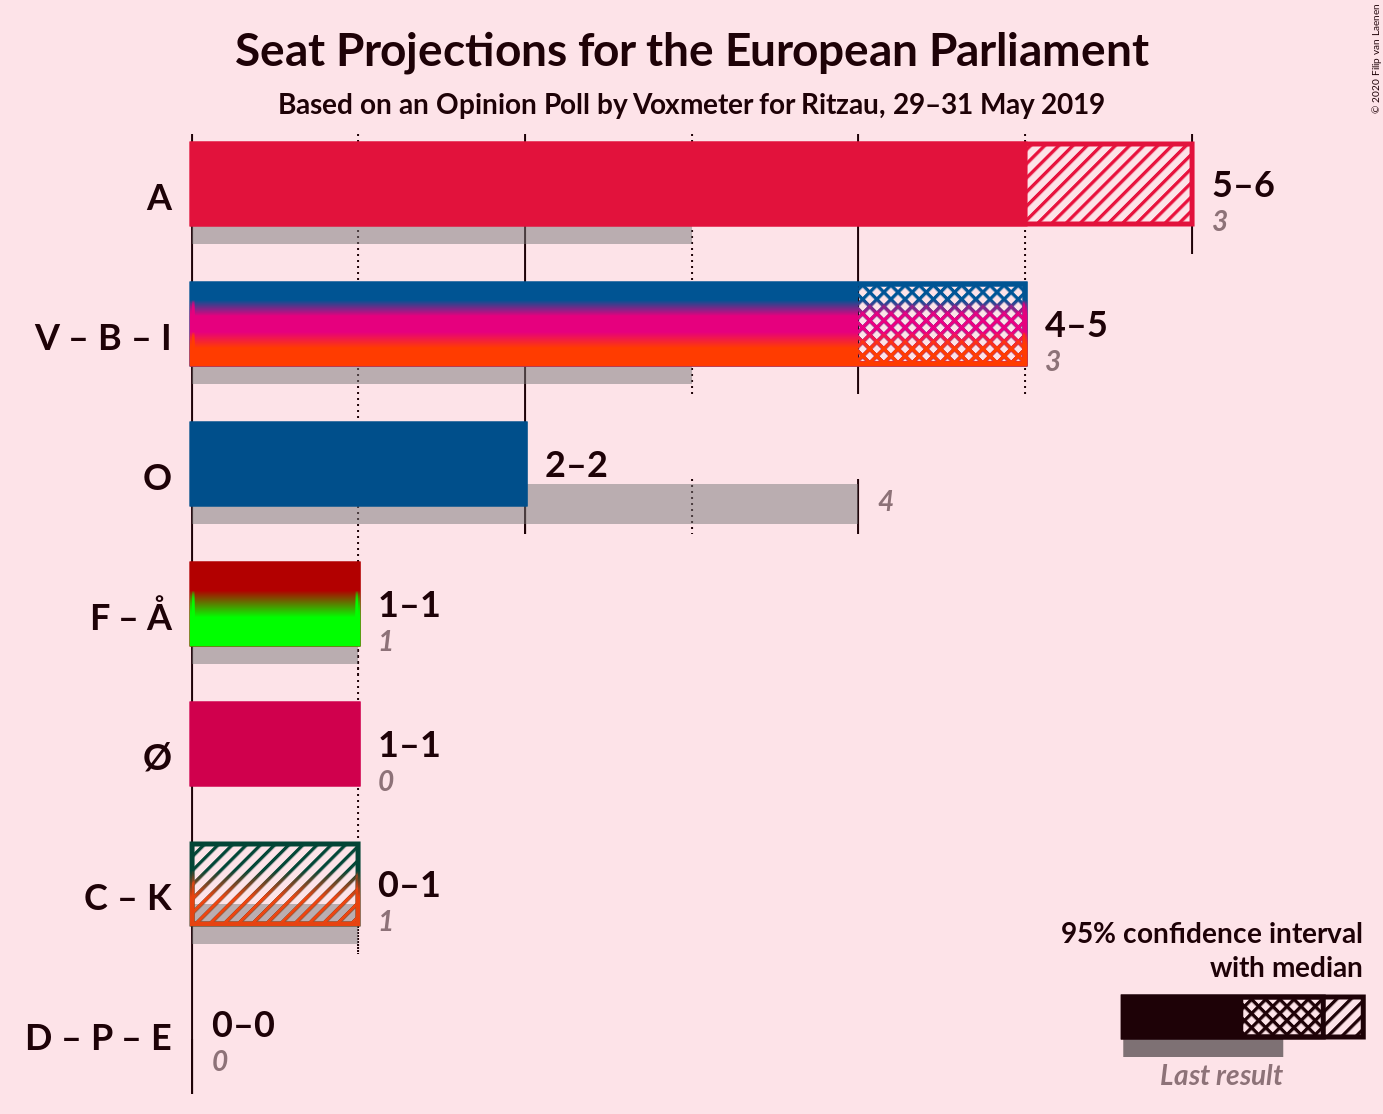 Seat Projections for the European Parliament
Based on an Opinion Poll by Voxmeter for Ritzau, 29–31 May 2019
© 2020 Filip van Laenen
A
5–6
3
V – B – I
4–5
3
O
2–2
4
F – Å
1–1
1
Ø
1–1
0
C – K
0–1
1
D – P – E
0–0
0
95% confidence interval
with median
Last result